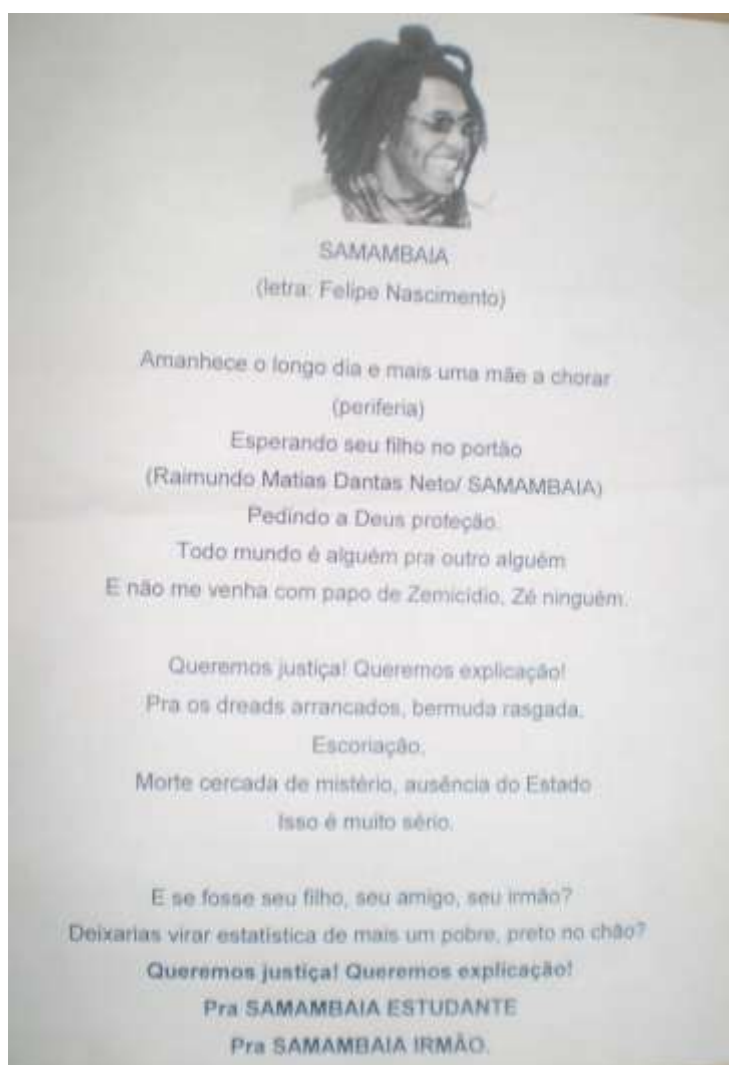 SAMAMBAIA
(letra: Felipe Nascimento)
Amanhece o longo dia e mais uma mãe a chorar
(periferia)
Esperando seu filho no portão
(Raimundo Matias Dantas Neto/ SAMAMBAIA)
Pedindo a Deus proteção.
Todo mundo é alguém pra outro alguém
E não me venha com papo de Zemicídio, Zé ninguém.
Queremos justiça! Queremos explicação!
Pra os dreads arrancados, bermuda rasgada.
Escoriação.
Morte cercada de mistério, ausência do Estado
Isso é muito sério.
E se fosse seu filho, seu amigo, seu irmão?
Deixarias virar estatística de mais um pobre, preto no chão?
Queremos justiça! Queremos explicação!
Pra SAMAMBAIA ESTUDANTE
Pra SAMAMBAIA IRMÃO.